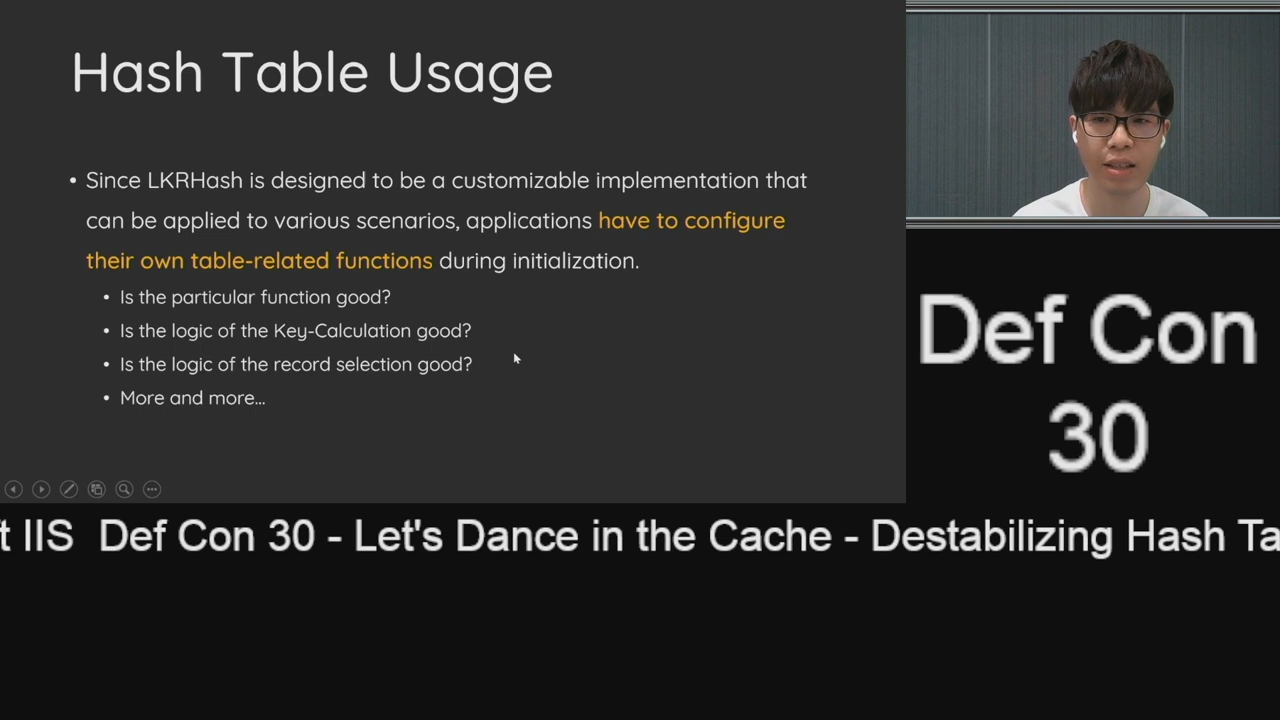 Hash Table Usage
• Since LKRHash is designed to be a customizable implementation that
can be applied to various scenarios, applications have to configure
their own table-related functions during initialization.
• Is the particular function good?
• Is the logic of the Key-Calculation good?
• Is the logic of the record selection good?
• More and more...
Def Con
30
t IIS Def Con 30 - Let's Dance in the Cache - Destabilizing Hash Ta